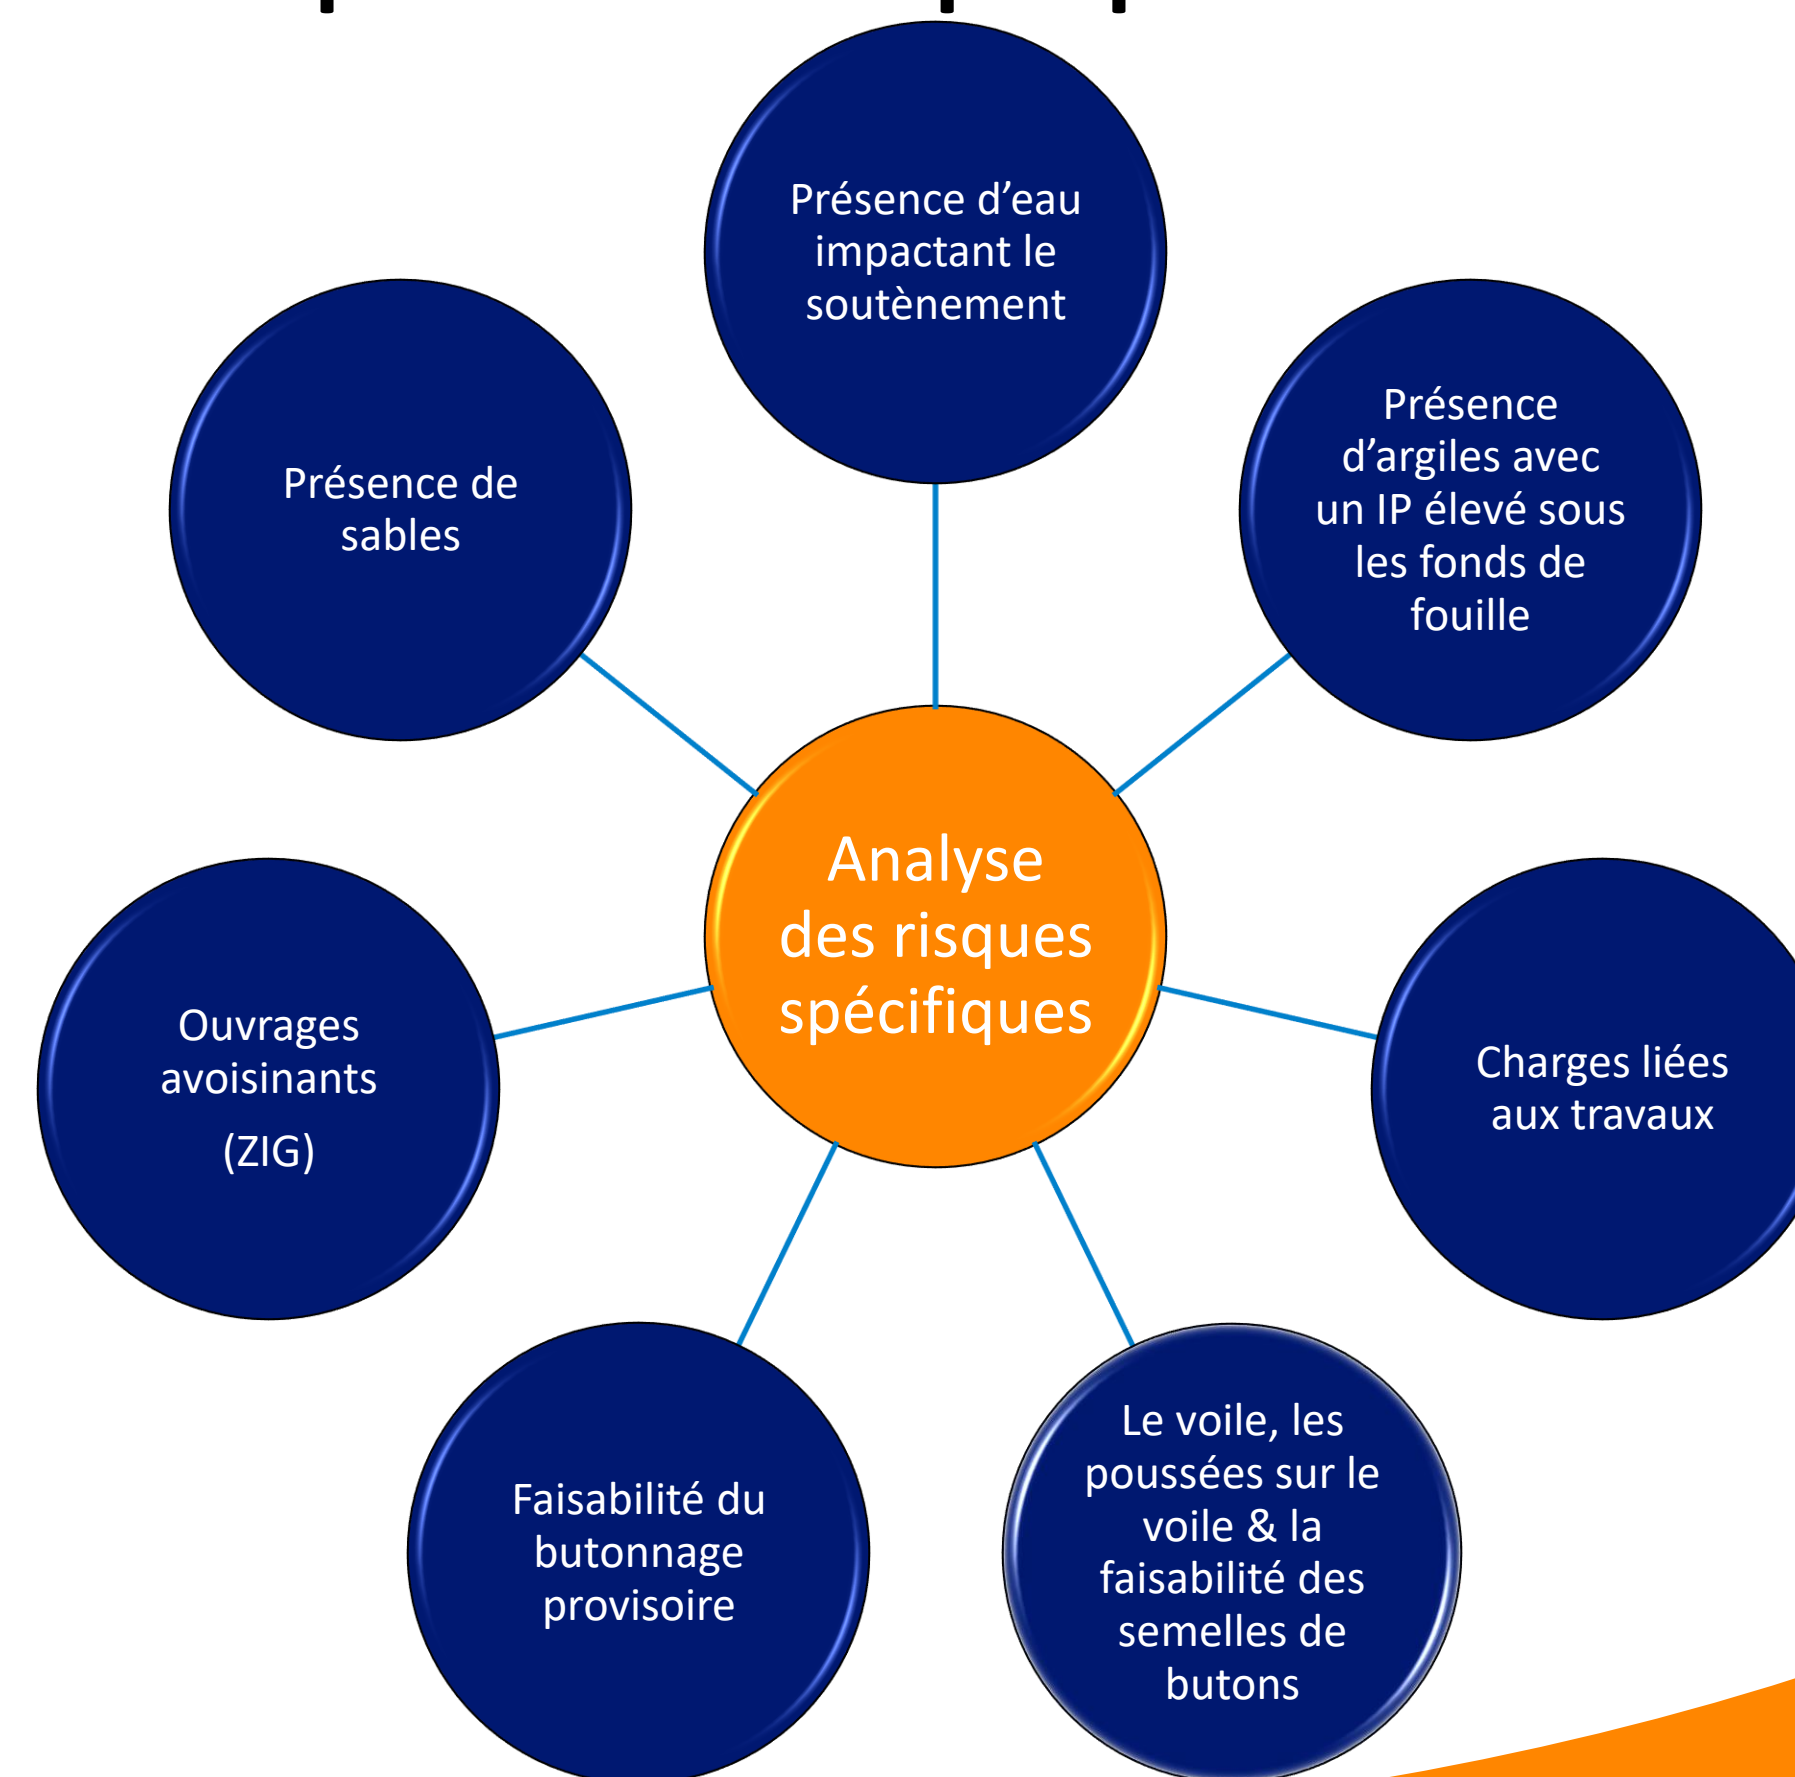 Présence d’eau
impactant le
soutènement
Présence
d’argiles avec
un IP élevé sous
les fonds de
fouille
Charges liées
aux travaux
Le voile, les
poussées sur le
voile & la
faisabilité des
semelles de
butons
Faisabilité du
butonnage
provisoire
Ouvrages
avoisinants
(ZIG)
Présence de
sables
Analyse
des risques
spécifiques